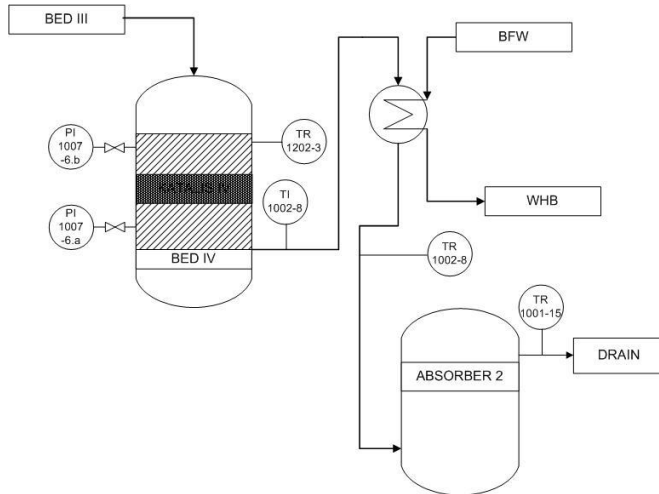 BED III
BFW
PI
1007
-6.b
TR
1202-3
KATALIS IV
TI
1002-8
WHB
PI
1007
-6.a
BED IV
TR
1002-8
TR
1001-15
DRAIN
ABSORBER 2